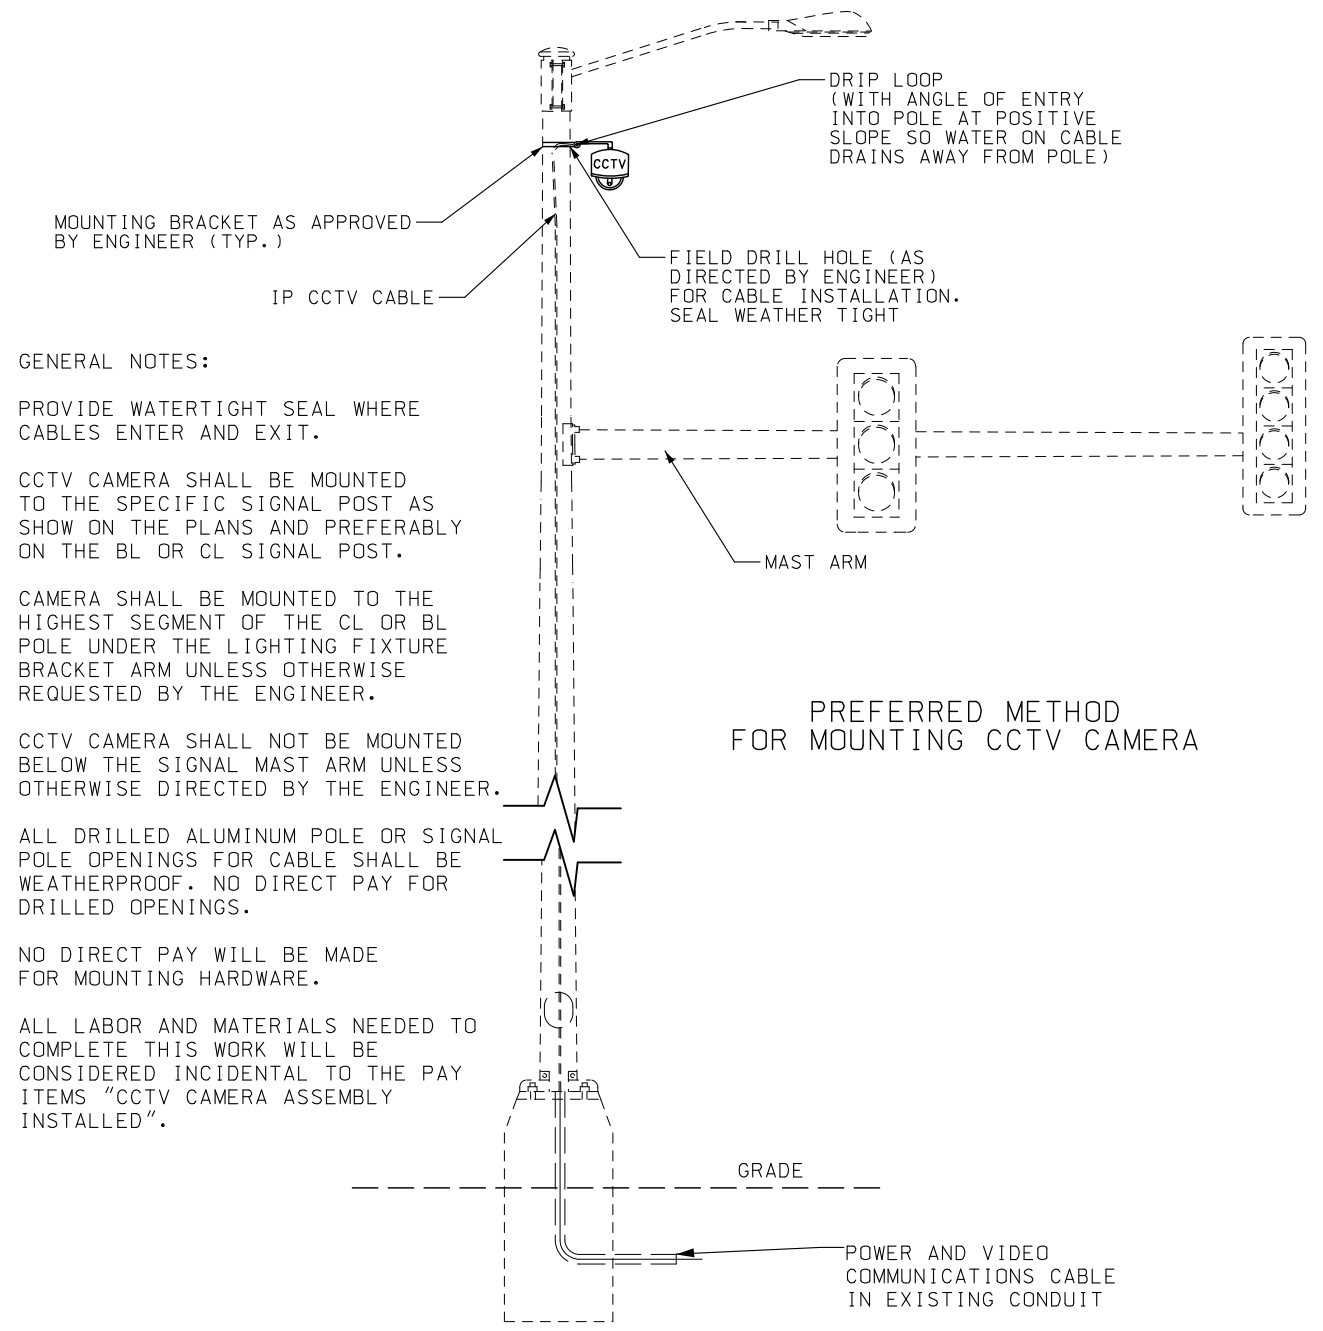 DRIP LOOP
(WITH ANGLE OF ENTRY
INTO POLE AT POSITIVE
SLOPE SO WATER ON CABLE
DRAINS AWAY FROM POLE)
CCTV
MOUNTING BRACKET AS APPROVED
BY ENGINEER (TYP.)
FIELD DRILL HOLE (AS
DIRECTED BY ENGINEER)
FOR CABLE INSTALLATION.
SEAL WEATHER TIGHT
IP CCTV CABLE
GENERAL NOTES:
PROVIDE WATERTIGHT SEAL WHERE
CABLES ENTER AND EXIT.
CCTV CAMERA SHALL BE MOUNTED
TO THE SPECIFIC SIGNAL POST AS
SHOW ON THE PLANS AND PREFERABLY
ON THE BL OR CL SIGNAL POST.
CAMERA SHALL BE MOUNTED TO THE
HIGHEST SEGMENT OF THE CL OR BL
POLE UNDER THE LIGHTING FIXTURE
BRACKET ARM UNLESS OTHERWISE
REQUESTED BY THE ENGINEER.
CCTV CAMERA SHALL NOT BE MOUNTED
BELOW THE SIGNAL MAST ARM UNLESS
OTHERWISE DIRECTED BY THE ENGINEER.
ALL DRILLED ALUMINUM POLE OR SIGNAL
POLE OPENINGS FOR CABLE SHALL BE
WEATHERPROOF. NO DIRECT PAY FOR
DRILLED OPENINGS.
NO DIRECT PAY WILL BE MADE
FOR MOUNTING HARDWARE.
ALL LABOR AND MATERIALS NEEDED TO
COMPLETE THIS WORK WILL BE
CONSIDERED INCIDENTAL TO THE PAY
ITEMS "CCTV CAMERA ASSEMBLY
INSTALLED".
MAST ARM
PREFERRED METHOD
FOR MOUNTING CCTV CAMERA
GRADE
POWER AND VIDEO
COMMUNICATIONS CABLE
IN EXISTING CONDUIT